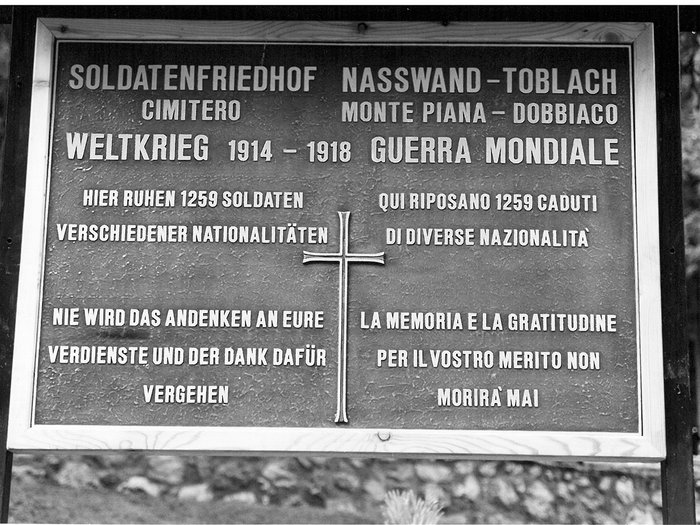 SOLDATENFRIEDHOF NASSWAND – TOBLACH
CIMITERO MONTE PIANA – DOBBIACO
WELTKRIEG 1914 – 1918 GUERRA MONDIALE
HIER RUHEN 1259 SOLDATEN
VERSCHIEDENER NATIONALITÄTEN
NIE WIRD DAS ANDENKEN AN EURE
VERDIENSTE UND DER DANK DAFÜR
VERGEHEN
QUI RIPOSANO 1259 CADUTI
DI DIVERSE NAZIONALITÀ
LA MEMORIA E LA GRATITUDINE
PER IL VOSTRO MERITO NON
MORIRÀ MAI